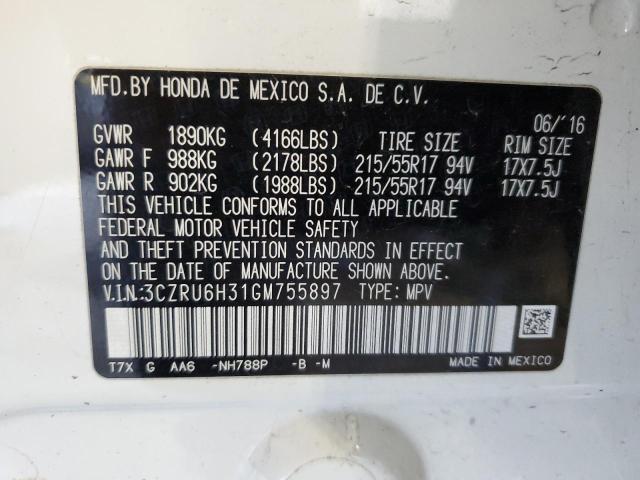 MFD.BY HONDA DE MEXICO S.A. DE C.V.
06/'16
GVWR 1890KG (4166LBS) TIRE SIZE RIM SIZE
GAWR F 988KG (2178LBS) 215/55R17 94V 17X7.5J
GAWR R 902KG (1988LBS) 215/55R17 94V 17X7.5J
THIS VEHICLE CONFORMS TO ALL APPLICABLE
FEDERAL MOTOR VEHICLE SAFETY
AND THEFT PREVENTION STANDARDS IN EFFECT
ON THE DATE OF MANUFACTURE SHOWN ABOVE.
V.I.N.:3CZRU6H31GM755897 TYPE: MPV
T7X G AA6 -NH788P -B -M
MADE IN MEXICO